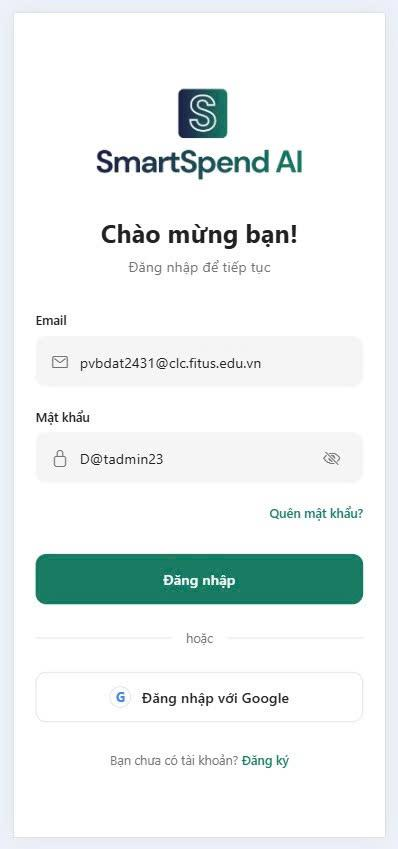 S
SmartSpend AI
Chào mừng bạn!
Đăng nhập để tiếp tục
Email
pvbdat2431@clc.fitus.edu.vn
Mật khẩu
D@tadmin23
Quên mật khẩu?
Đăng nhập
hoặc
G Đăng nhập với Google
Bạn chưa có tài khoản? Đăng ký